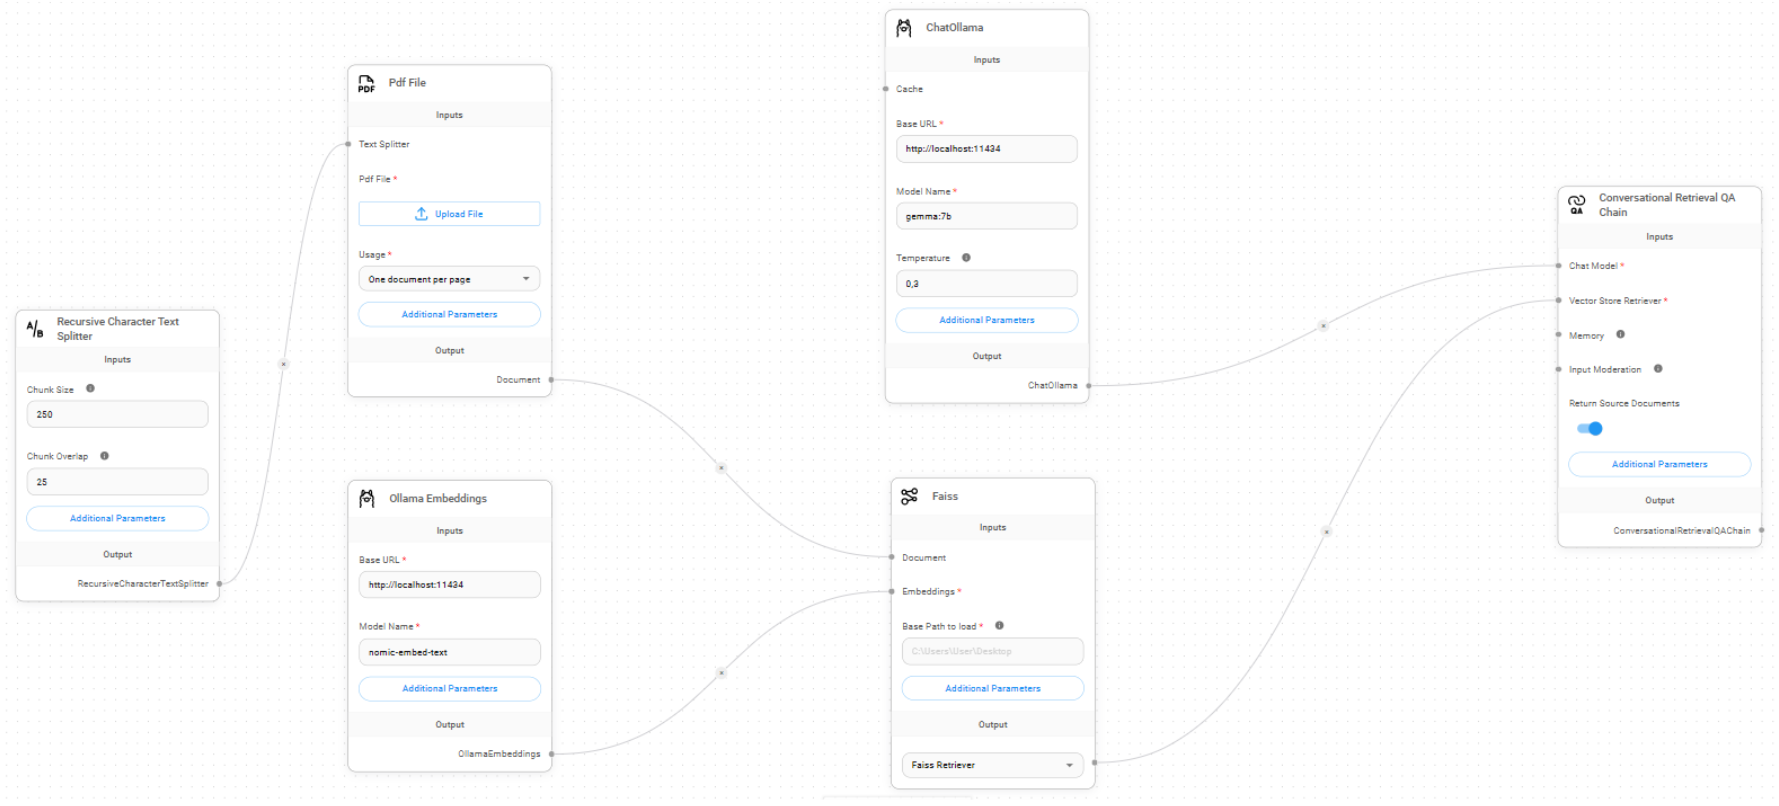 Recursive Character Text
Splitter
Inputs
Chunk Size
250
Chunk Overlap
25
Additional Parameters
Output
RecursiveCharacterTextSplitter
PDF
Pdf File
Inputs
Text Splitter
Pdf File *
Upload File
Usage *
One document per page
Additional Parameters
Output
Document
Ollama Embeddings
Inputs
Base URL *
http://localhost:11434
Model Name *
nomic-embed-text
Additional Parameters
Output
OllamaEmbeddings
ChatOllama
Inputs
Cache
Base URL *
http://localhost:11434
Model Name *
gemma:7b
Temperature
0,3
Additional Parameters
Output
ChatOllama
Faiss
Inputs
Document
Embeddings *
Base Path to load *
C:\Users\User\Desktop
Additional Parameters
Output
Faiss Retriever
QA
Conversational Retrieval QA
Chain
Inputs
Chat Model *
Vector Store Retriever *
Memory
Input Moderation
Return Source Documents
Additional Parameters
Output
ConversationalRetrievalQAChain